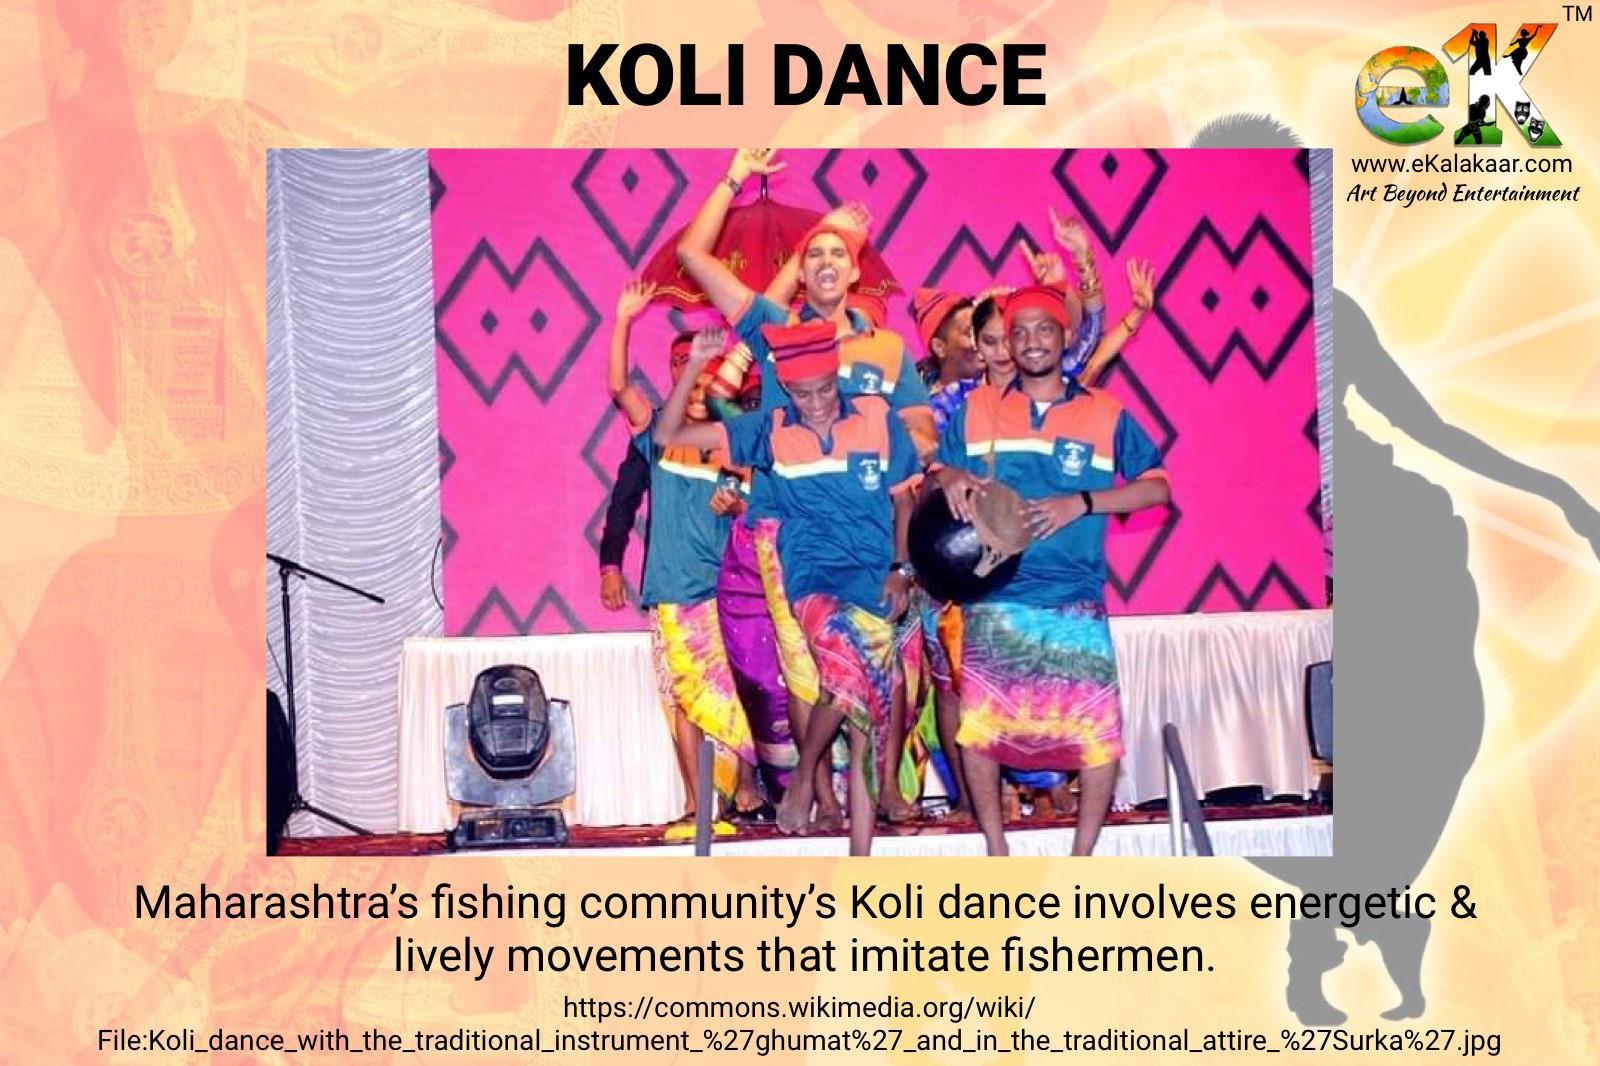 KOLI DANCE
TM
eK
www.eKalakaar.com
Art Beyond Entertainment
Maharashtra’s fishing community’s Koli dance involves energetic &
lively movements that imitate fishermen.
https://commons.wikimedia.org/wiki/
File:Koli_dance_with_the_traditional_instrument_%27ghumat%27_and_in_the_traditional_attire_%27Surka%27.jpg